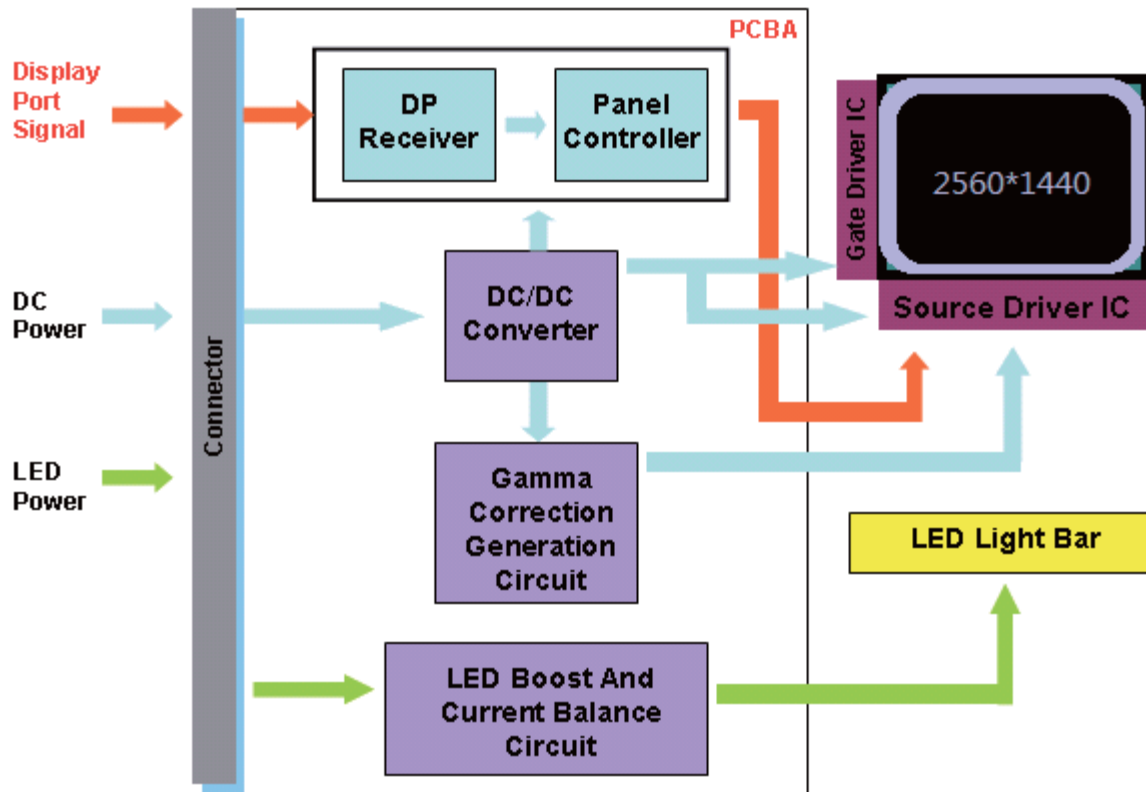 PCBA
Display
Port
Signal
DP
Receiver
Panel
Controller
Gate Driver IC
2560*1440
DC
Power
Connector
DC/DC
Converter
Source Driver IC
LED
Power
Gamma
Correction
Generation
Circuit
LED Light Bar
LED Boost And
Current Balance
Circuit